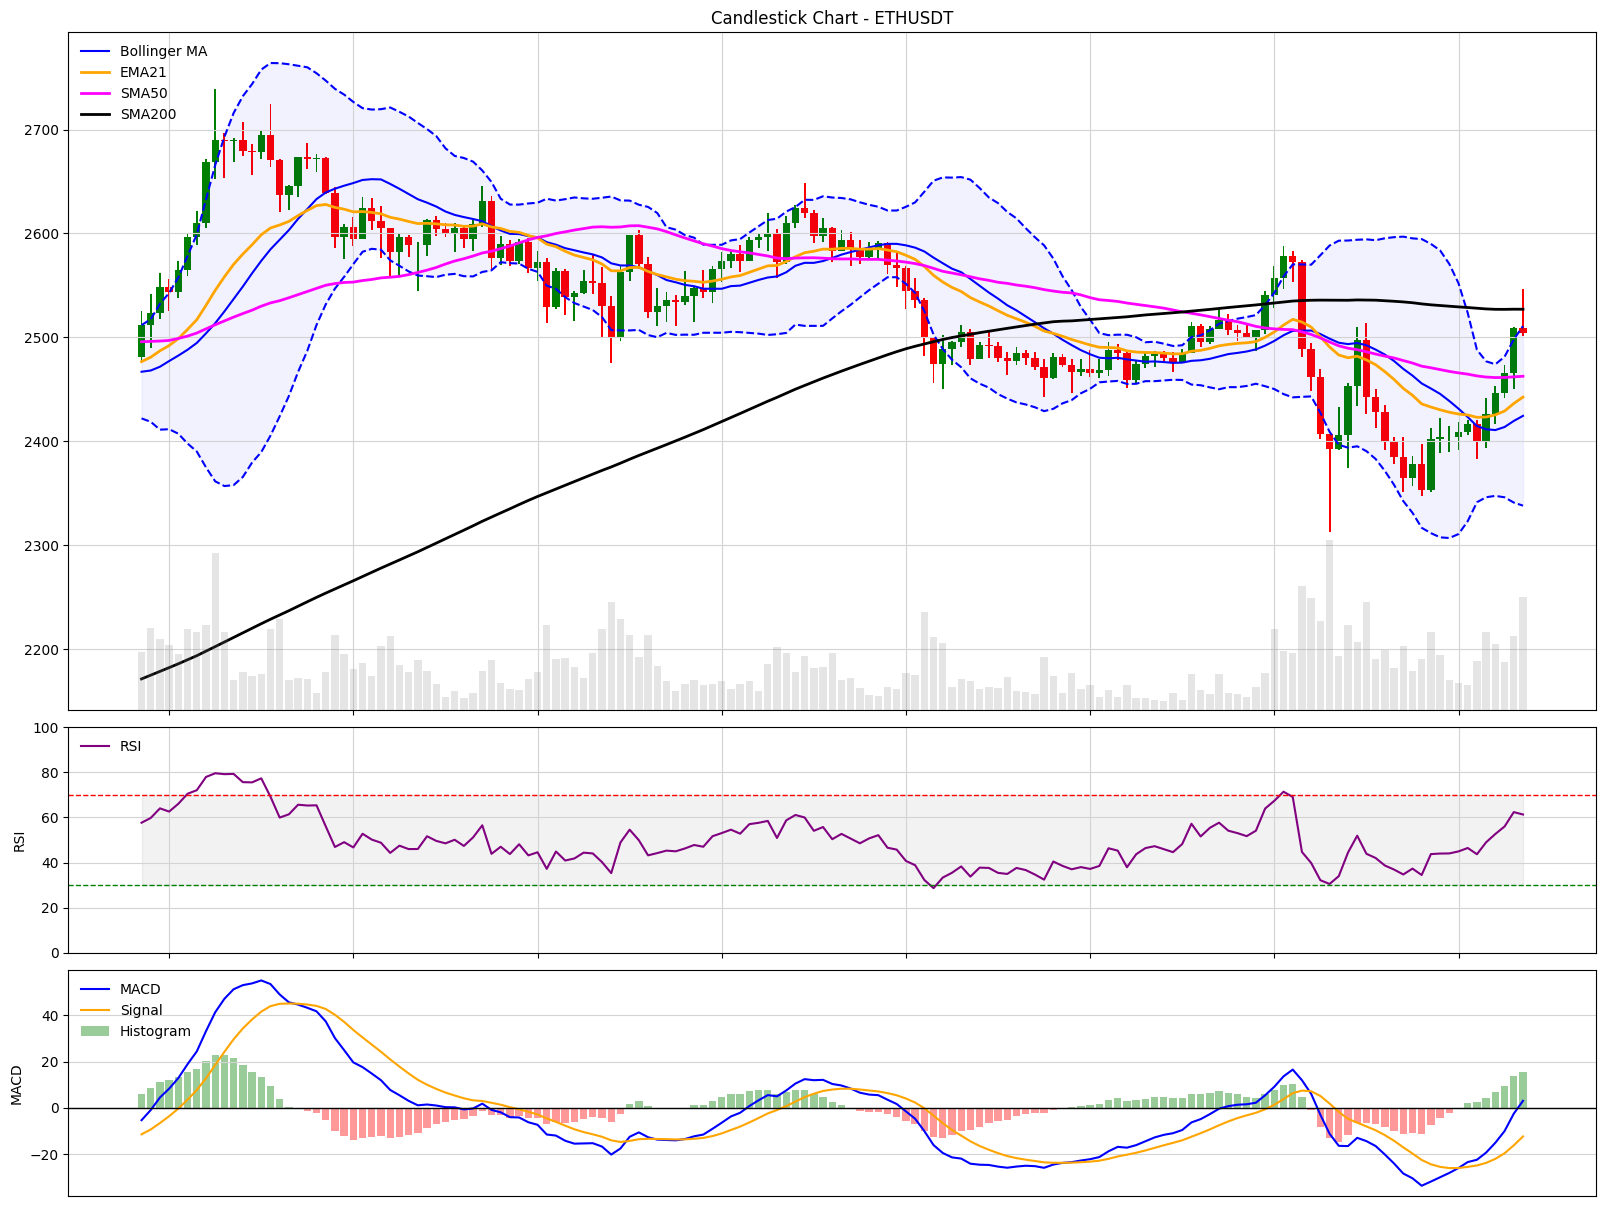 Candlestick Chart - ETHUSDT
Bollinger MA
EMA21
SMA50
SMA200
2700
2600
2500
2400
2300
2200
RSI
100
80
60
40
20
0
RSI
MACD
Signal
Histogram
40
20
0
−20
MACD